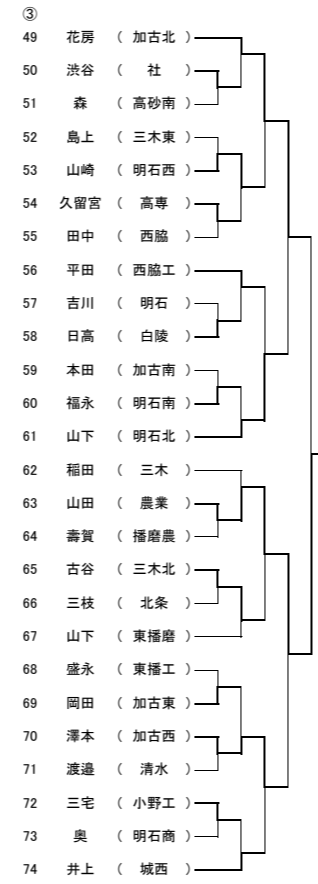 ③
49 花房 ( 加古北 )
50 渋谷 ( 社 )
51 森 ( 高砂南 )
52 島上 ( 三木東 )
53 山崎 ( 明石西 )
54 久留宮 ( 高専 )
55 田中 ( 西脇 )
56 平田 ( 西脇工 )
57 吉川 ( 明石 )
58 日高 ( 白陵 )
59 本田 ( 加古南 )
60 福永 ( 明石南 )
61 山下 ( 明石北 )
62 稲田 ( 三木 )
63 山田 ( 農業 )
64 壽賀 ( 播磨農 )
65 古谷 ( 三木北 )
66 三枝 ( 北条 )
67 山下 ( 東播磨 )
68 盛永 ( 東播工 )
69 岡田 ( 加古東 )
70 澤本 ( 加古西 )
71 渡邉 ( 清水 )
72 三宅 ( 小野工 )
73 奥 ( 明石商 )
74 井上 ( 城西 )